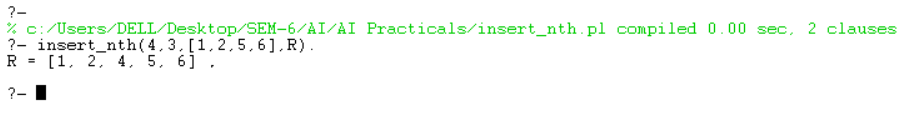 ?-
% c:/Users/DELL/Desktop/SEM-6/AI/AI Practicals/insert_nth.pl compiled 0.00 sec, 2 clauses
?- insert_nth(4,3,[1,2,5,6],R).
R = [1, 2, 4, 5, 6] .
?-